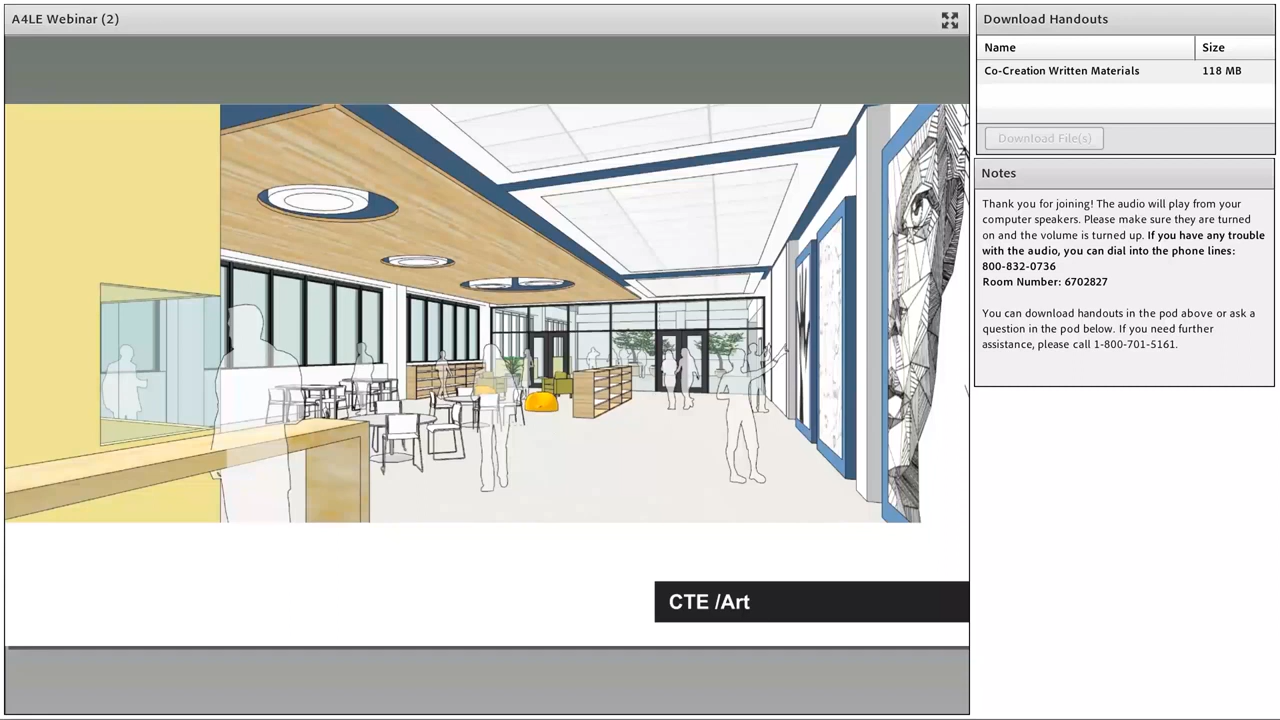 A4LE Webinar (2)
CTE /Art
Download Handouts
Name Size
Co-Creation Written Materials 118 MB
Download File(s)
Notes
Thank you for joining! The audio will play from your
computer speakers. Please make sure they are turned
on and the volume is turned up. If you have any trouble
with the audio, you can dial into the phone lines:
800-832-0736
Room Number: 6702827
You can download handouts in the pod above or ask a
question in the pod below. If you need further
assistance, please call 1-800-701-5161.